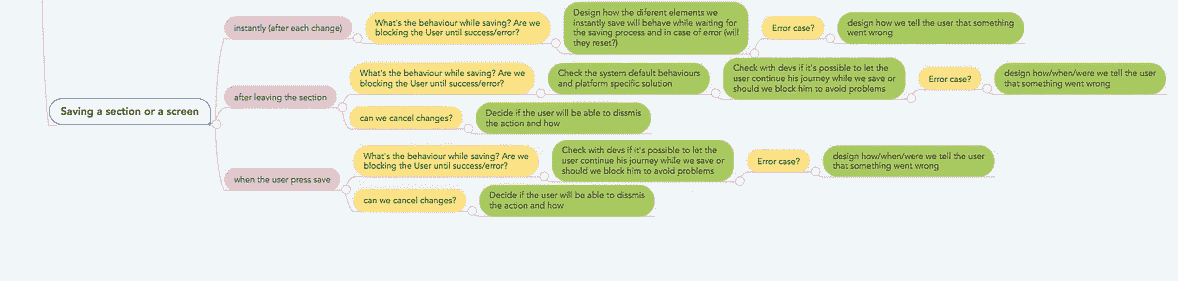 Saving a section or a screen
instantly (after each change)
What's the behaviour while saving? Are we
blocking the User until success/error?
Design how the diferent elements we
instantly save will behave while waiting for
the saving process and in case of error (will
they reset?)
Error case?
design how we tell the user that something
went wrong
after leaving the section
What's the behaviour while saving? Are we
blocking the User until success/error?
Check the system default behaviours
and platform specific solution
Check with devs if it's possible to let the
user continue his journey while we save or
should we block him to avoid problems
Error case?
design how/when/were we tell the user
that something went wrong
can we cancel changes?
Decide if the user will be able to dissmis
the action and how
when the user press save
What's the behaviour while saving? Are we
blocking the User until success/error?
Check with devs if it's possible to let the
user continue his journey while we save or
should we block him to avoid problems
Error case?
design how/when/were we tell the user
that something went wrong
can we cancel changes?
Decide if the user will be able to dissmis
the action and how